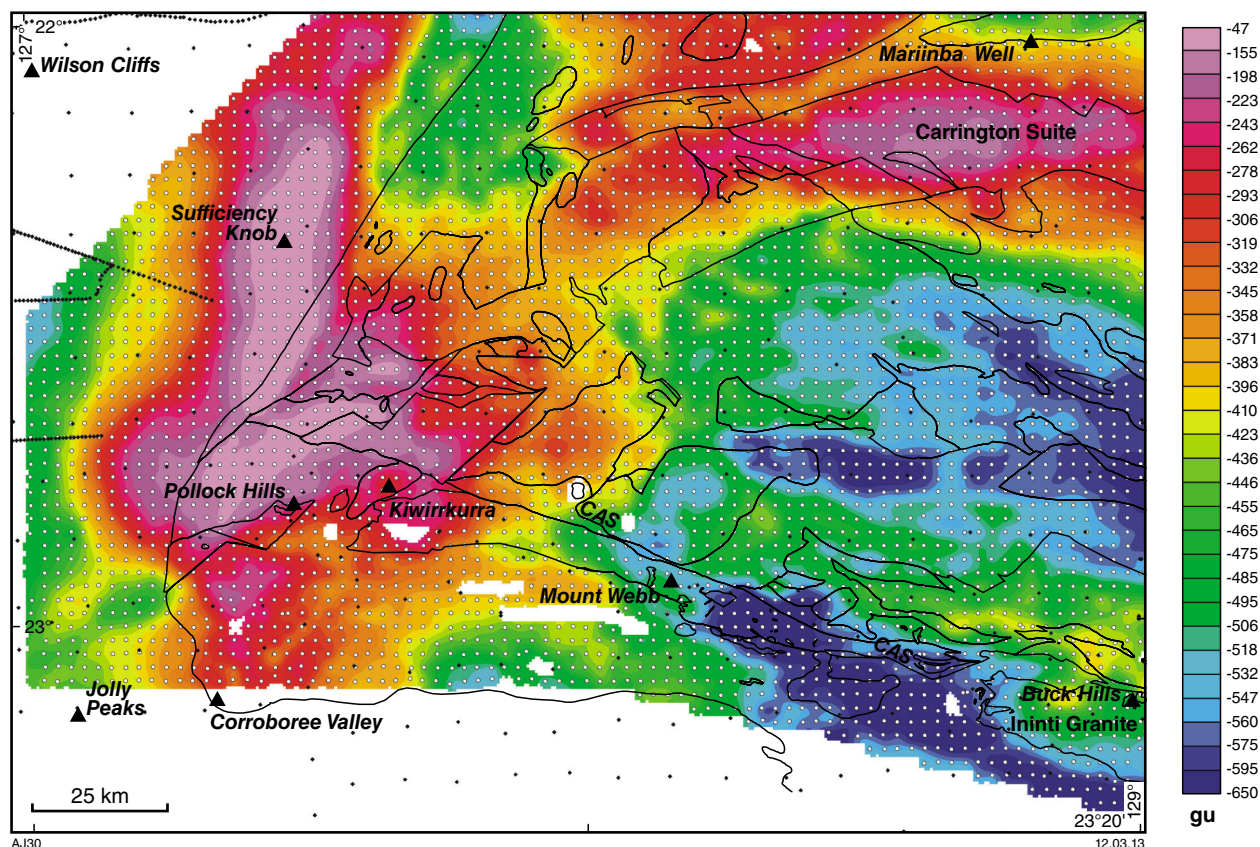 22°
127°
Wilson Cliffs
Mariinba Well
Carrington Suite
Sufficiency
Knob
Pollock Hills
Kiwirrkurra
CAS
Mount Webb
23°
CAS
Jolly
Peaks
Corroboree Valley
Buck Hills
Ininti Granite
25 km
129°
23°20'
AJ30
12.03.13
-47
-155
-198
-223
-243
-262
-278
-293
-306
-319
-332
-345
-358
-371
-383
-396
-410
-423
-436
-446
-455
-465
-475
-485
-495
-506
-518
-532
-547
-560
-575
-595
-650
gu